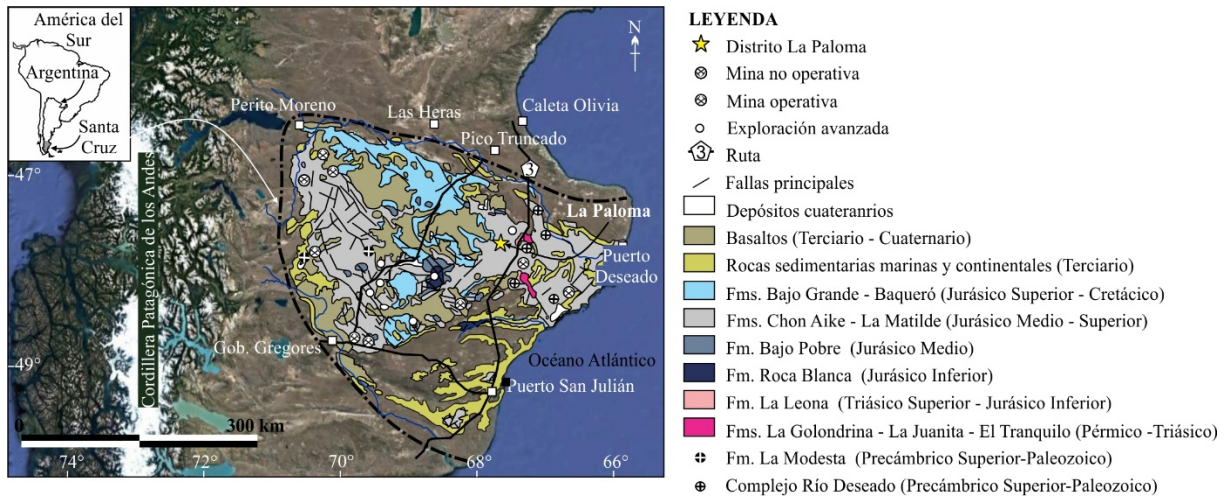 América del
Sur
Argentina
Santa
Cruz
N
Perito Moreno
Las Heras
Caleta Olivia
Pico Truncado
3
47°
La Paloma
Puerto
Deseado
Cordillera Patagónica de los Andes
Gob. Gregores
Océano Atlántico
49°
Puerto San Julián
0
300 km
74°
72°
70°
68°
66°
LEYENDA
Distrito La Paloma
Mina no operativa
Mina operativa
Exploración avanzada
3 Ruta
Fallas principales
Depósitos cuateranrios
Basaltos (Terciario - Cuaternario)
Rocas sedimentarias marinas y continentales (Terciario)
Fms. Bajo Grande - Baqueró (Jurásico Superior - Cretácico)
Fms. Chon Aike - La Matilde (Jurásico Medio - Superior)
Fm. Bajo Pobre (Jurásico Medio)
Fm. Roca Blanca (Jurásico Inferior)
Fm. La Leona (Triásico Superior - Jurásico Inferior)
Fms. La Golondrina - La Juanita - El Tranquilo (Pérmico -Triásico)
Fm. La Modesta (Precámbrico Superior-Paleozoico)
Complejo Río Deseado (Precámbrico Superior-Paleozoico)